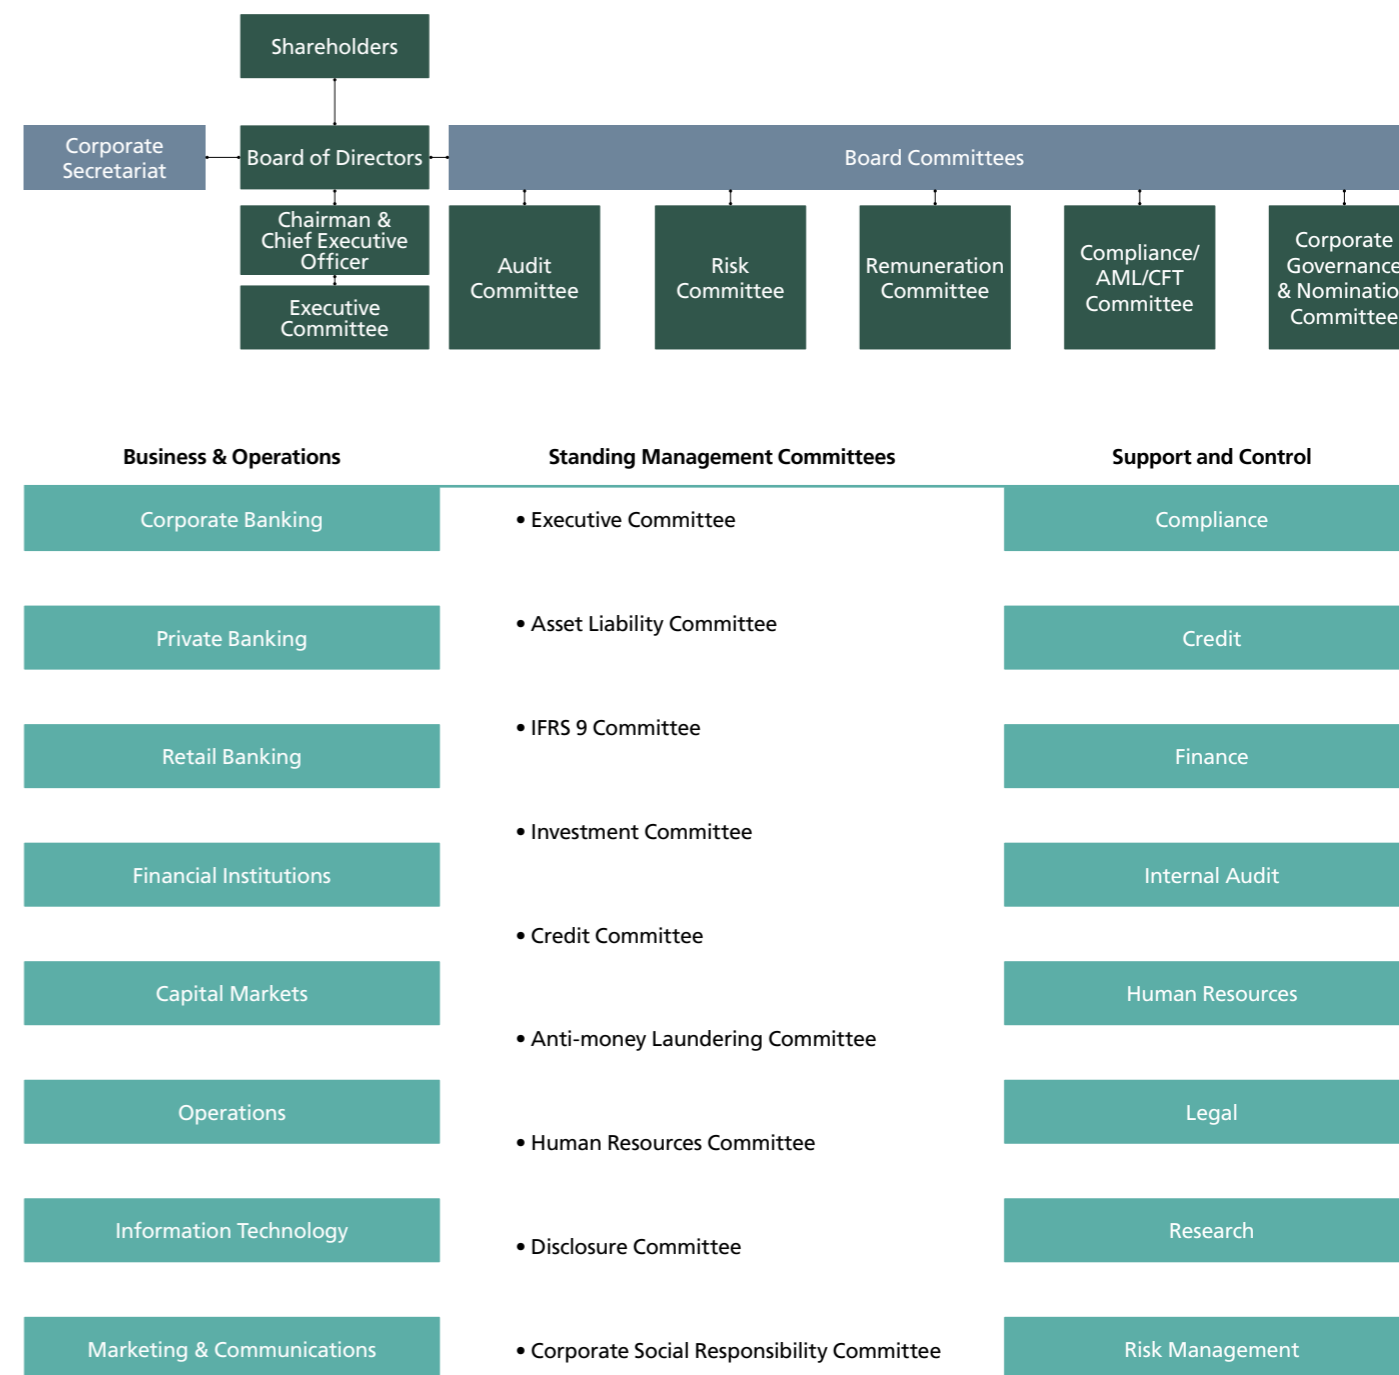 Shareholders
Corporate
Secretariat
Board of Directors
Board Committees
Chairman &
Chief Executive
Officer
Executive
Committee
Audit
Committee
Risk
Committee
Remuneration
Committee
Compliance/
AML/CFT
Committee
Corporate
Governance
& Nominatio
Committee
Business & Operations
Standing Management Committees
Support and Control
Corporate Banking
Private Banking
Retail Banking
Financial Institutions
Capital Markets
Operations
Information Technology
Marketing & Communications
• Executive Committee
• Asset Liability Committee
• IFRS 9 Committee
• Investment Committee
• Credit Committee
• Anti-money Laundering Committee
• Human Resources Committee
• Disclosure Committee
• Corporate Social Responsibility Committee
Compliance
Credit
Finance
Internal Audit
Human Resources
Legal
Research
Risk Management